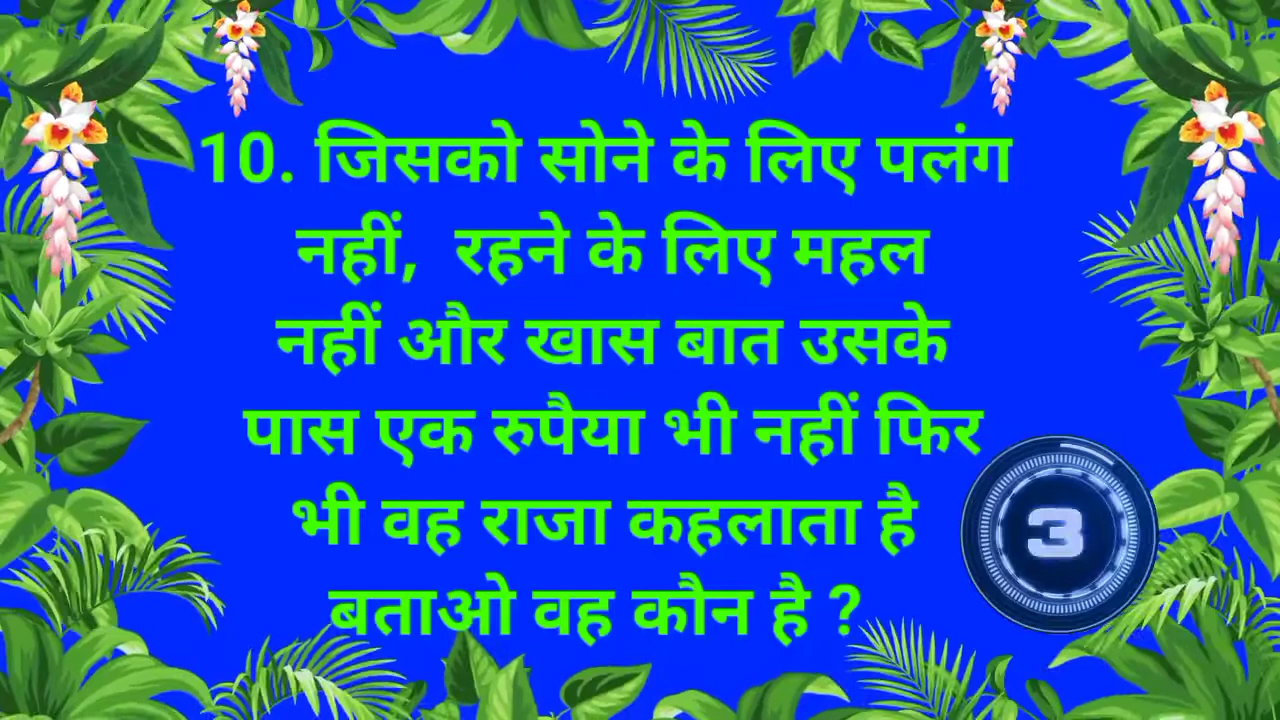 10. जिसको सोने के लिए पलंग
नहीं, रहने के लिए महल
नहीं और खास बात उसके
पास एक रुपैया भी नहीं फिर
भी वह राजा कहलाता है
बताओ वह कौन है ?
3